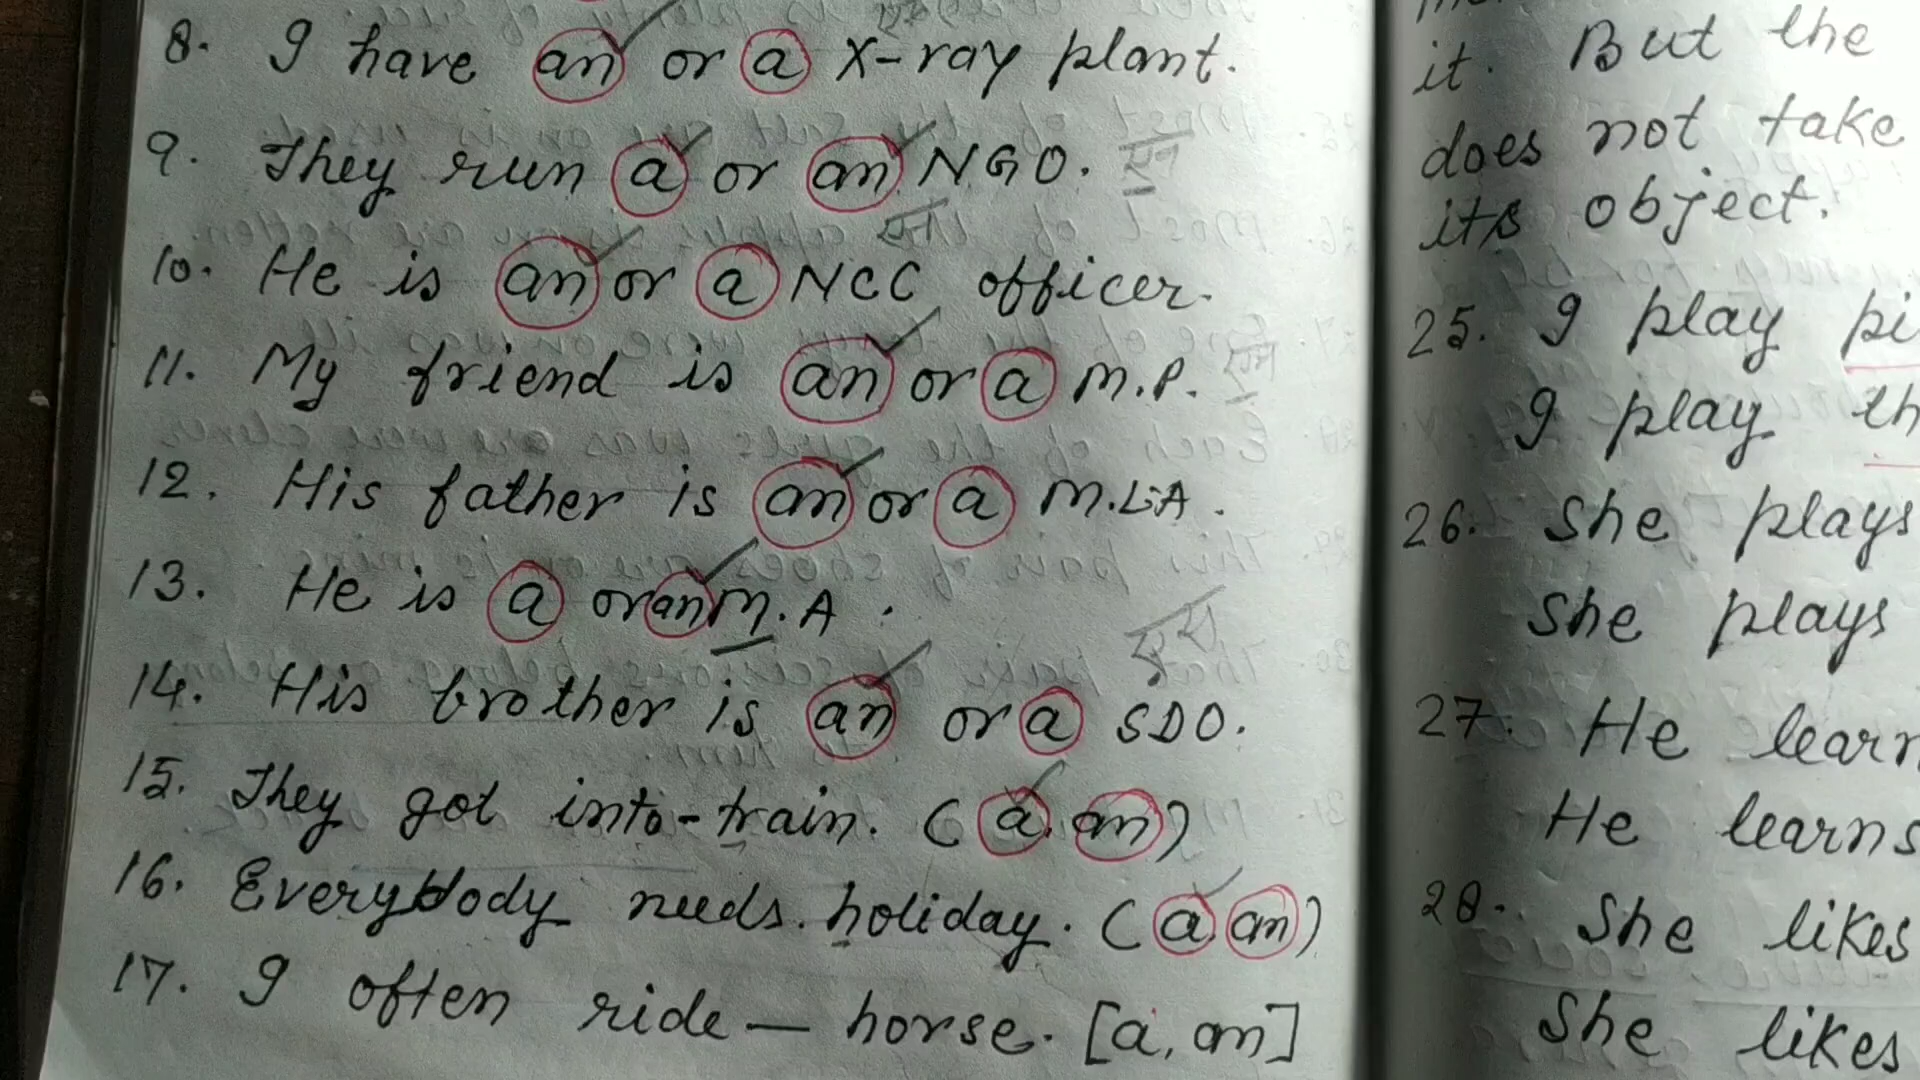 8. I have an or a X-ray plant.
9. They run a or an NGO. एन
एन
10. He is an or a NCC officer.
11. My friend is an or a M.P. एम
12. His father is an or a M.L.A.
13. He is a or an M.A.
एस
14. His brother is an or a SDO.
15. They got into-train. (a, an)
16. Everybody needs. holiday. (a, an)
17. I often ride — horse. [a, an]
it. But the
does not take
its object.
25. I play
I play
26. She plays
She plays
27. He
He learns
28. She likes
She likes